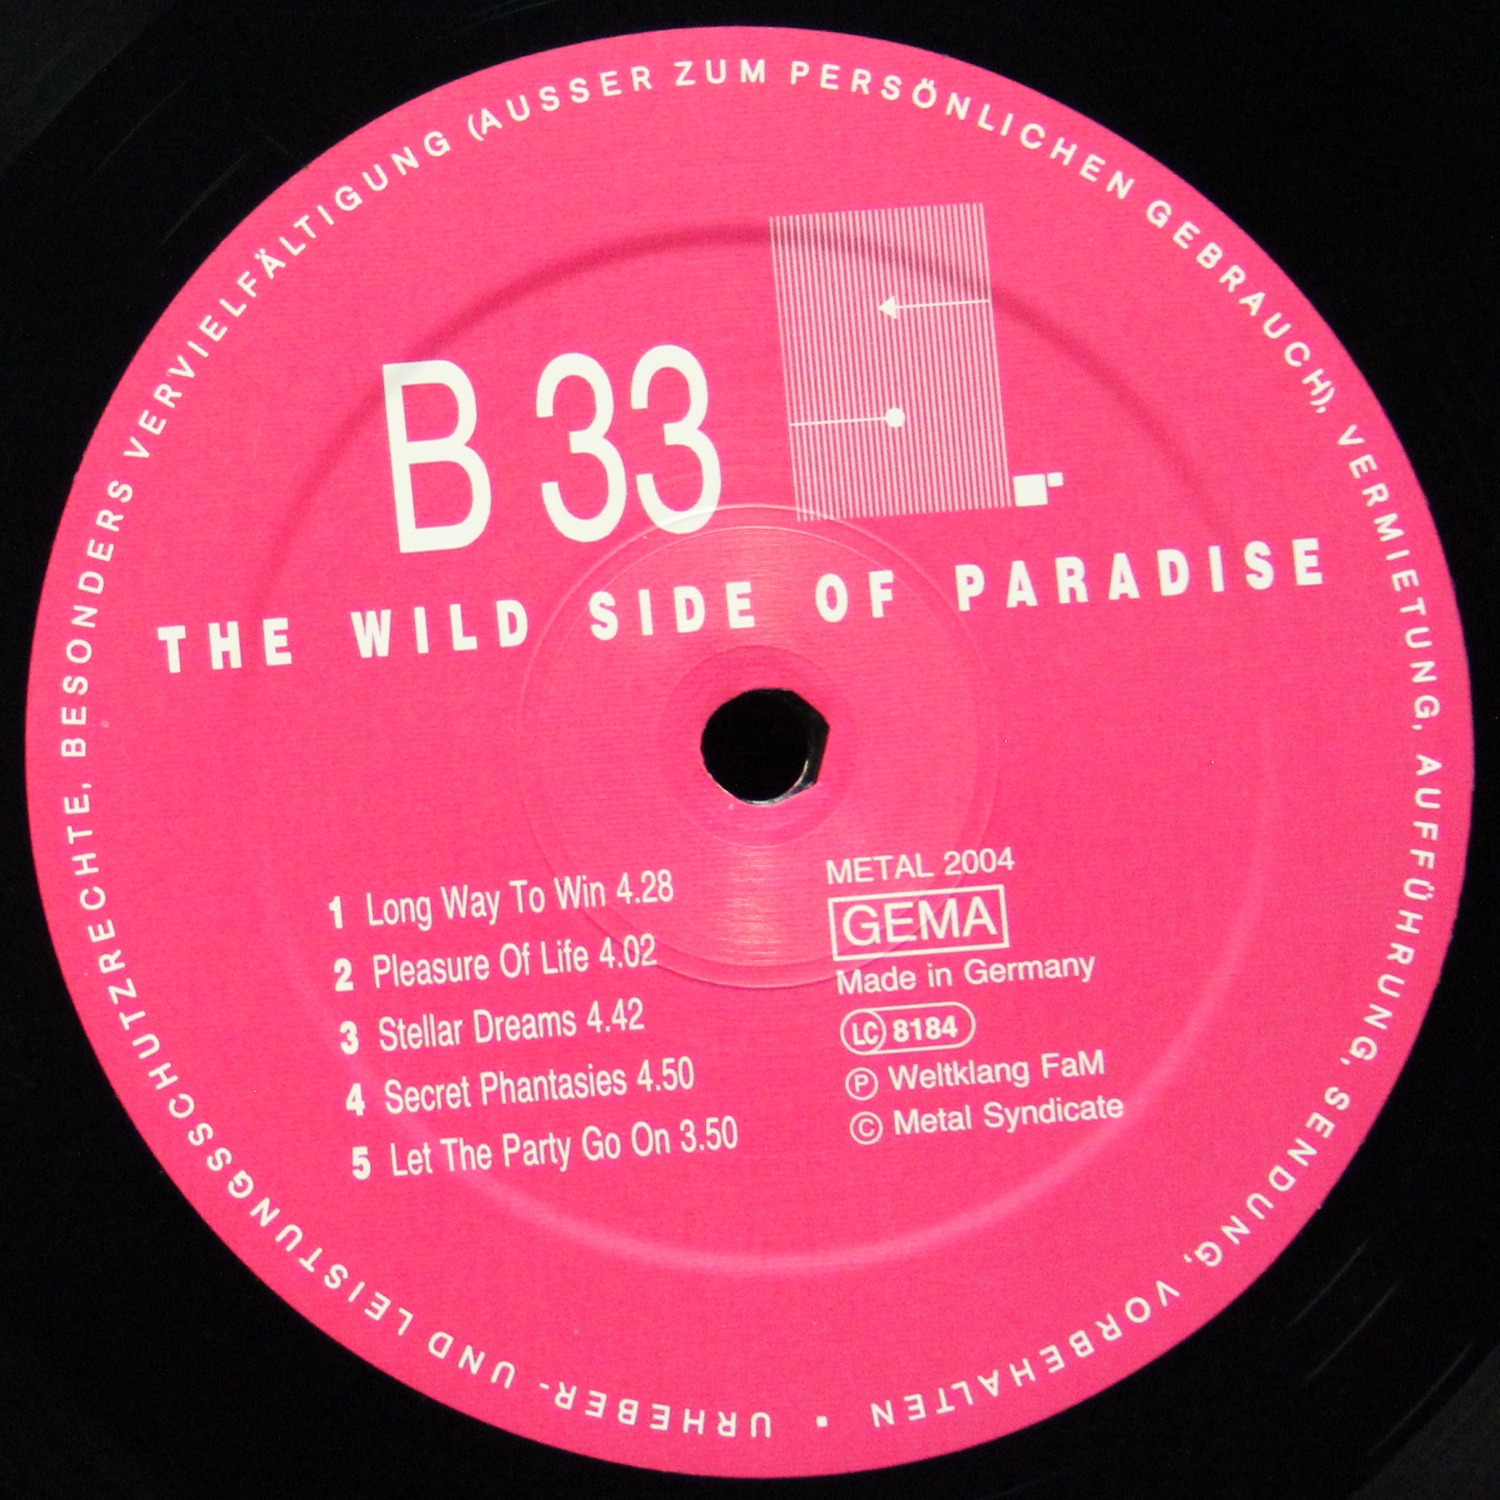 B 33
THE WILD SIDE OF PARADISE
1 Long Way To Win 4.28
2 Pleasure Of Life 4.02
3 Stellar Dreams 4.42
4 Secret Phantasies 4.50
5 Let The Party Go On 3.50
METAL 2004
GEMA
Made in Germany
LC 8184
Ⓟ Weltklang FaM
© Metal Syndicate
URHEBER- UND LEISTUNGSSCHUTZRECHTE, BESONDERS VERVIELFÄLTIGUNG (AUSSER ZUM PERSÖNLICHEN GEBRAUCH), VERMIETUNG, AUFFÜHRUNG, SENDUNG, VORBEHALTEN ▪